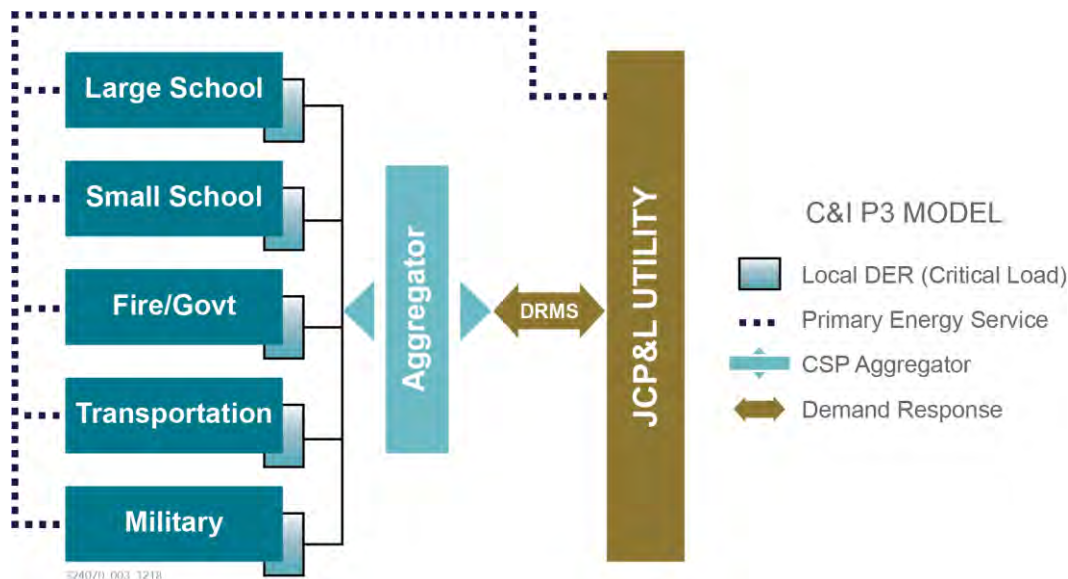 Large School
Small School
Fire/Govt
Transportation
Military
Aggregator
DRMS
JCP&L UTILITY
C&I P3 MODEL
Local DER (Critical Load)
Primary Energy Service
CSP Aggregator
Demand Response